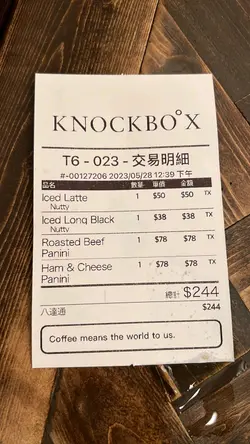 KNOCKBO°X
T6 - 023 - 交易明細
#-00127206 2023/05/28 12:39 下午
品名 數量 單價 金額
Iced Latte 1 $50 $50 TX
Nutty
Iced Long Black 1 $38 $38 TX
Nutty
Roasted Beef 1 $78 $78 TX
Panini
Ham & Cheese 1 $78 $78 TX
Panini
總計 $244
八達通 $244
Coffee means the world to us.